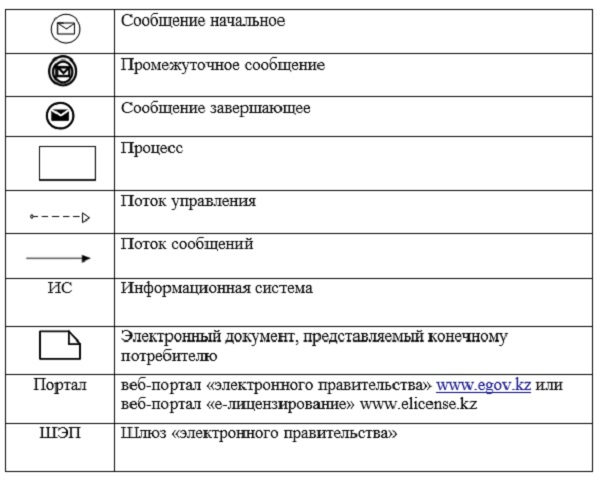 Сообщение начальное
Промежуточное сообщение
Сообщение завершающее
Процесс
Поток управления
Поток сообщений
ИС Информационная система
Электронный документ, представляемый конечному
потребителю
Портал веб-портал «электронного правительства» www.egov.kz или
веб-портал «е-лицензирование» www.elicense.kz
ШЭП Шлюз «электронного правительства»